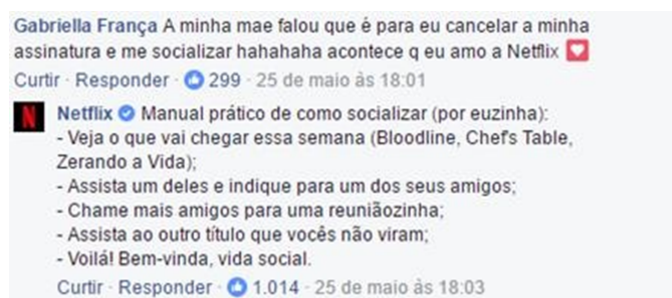 Gabriella França A minha mae falou que é para eu cancelar a minha
assinatura e me socializar hahahaha acontece q eu amo a Netflix
Curtir · Responder · 299 · 25 de maio às 18:01
N Netflix Manual prático de como socializar (por euzinha):
- Veja o que vai chegar essa semana (Bloodline, Chef's Table,
Zerando a Vida);
- Assista um deles e indique para um dos seus amigos;
- Chame mais amigos para uma reuniãozinha;
- Assista ao outro título que vocês não viram;
- Voilá! Bem-vinda, vida social.
Curtir · Responder · 1.014 · 25 de maio às 18:03